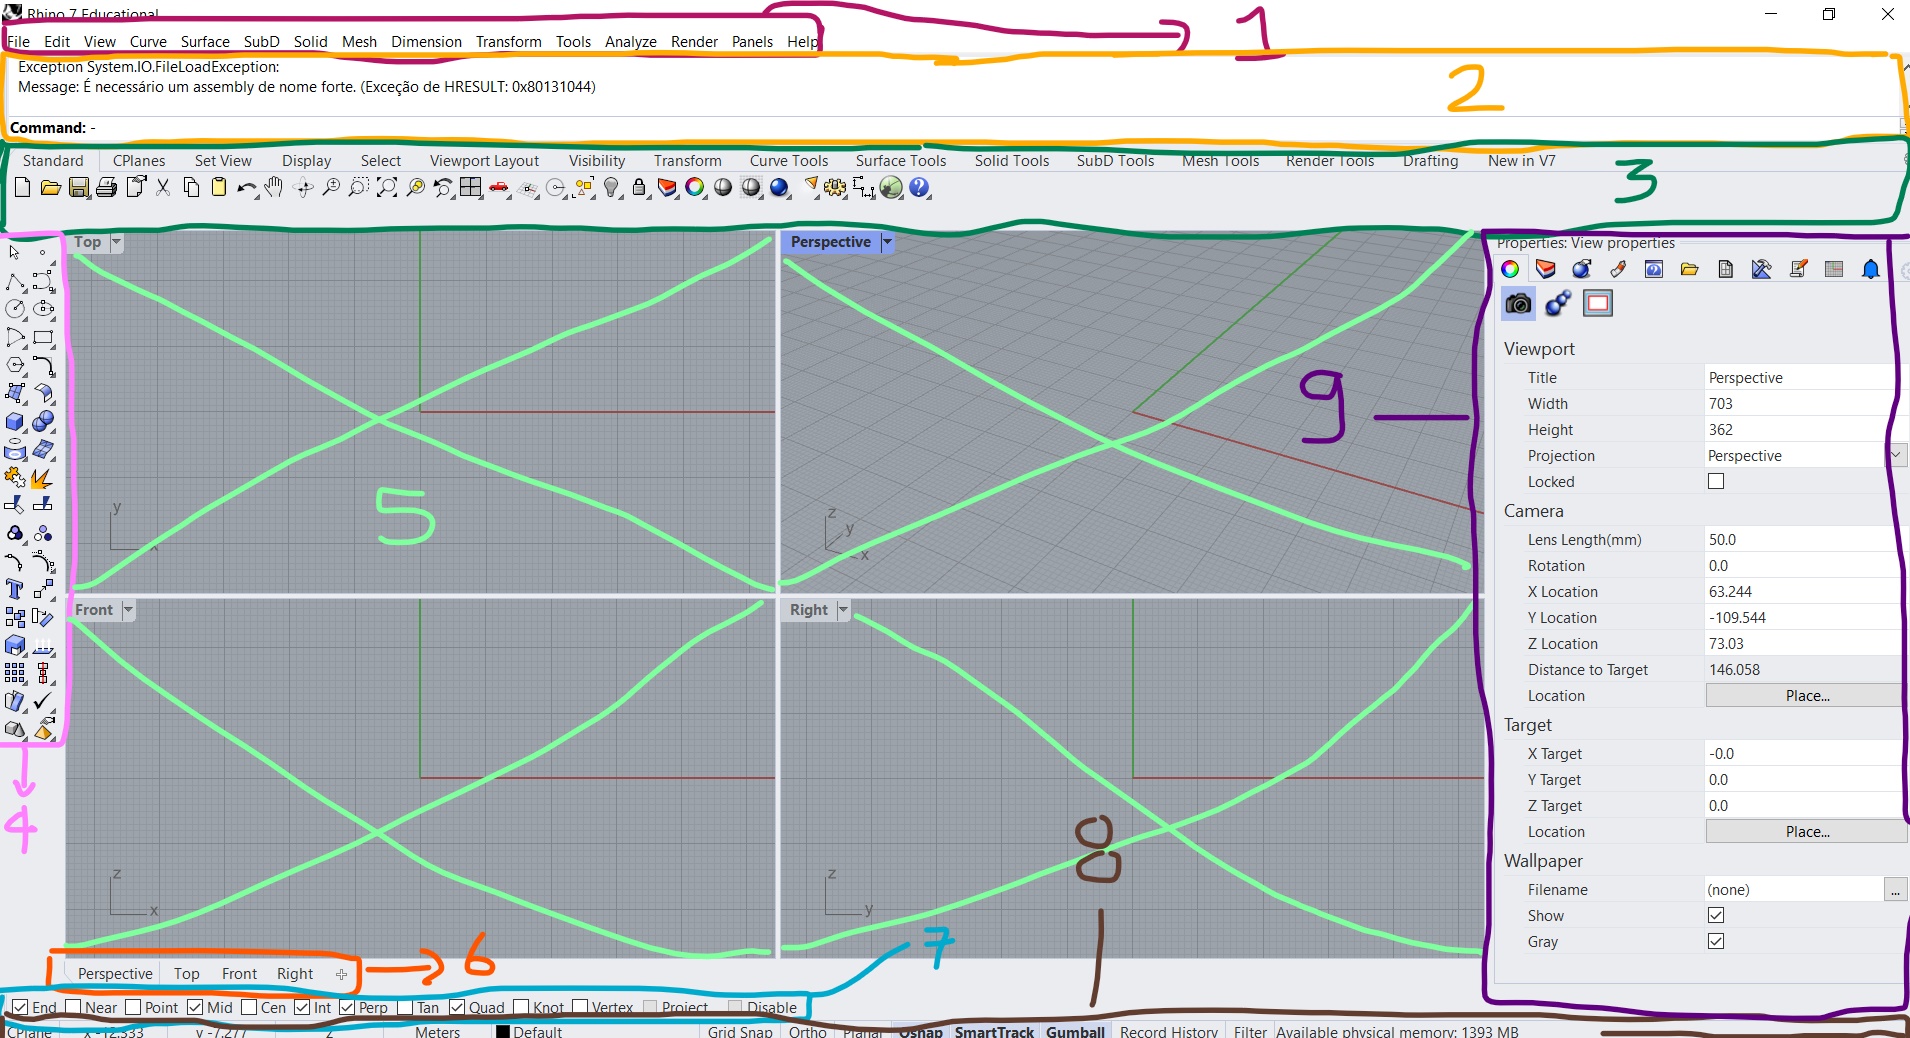 Rhino 7 Educational
File Edit View Curve Surface SubD Solid Mesh Dimension Transform Tools Analyze Render Panels Help
1
Exception System.IO.FileLoadException:
Message: É necessário um assembly de nome forte. (Exceção de HRESULT: 0x80131044)
2
Command: -
Standard CPlanes Set View Display Select Viewport Layout Visibility Transform Curve Tools Surface Tools Solid Tools SubD Tools Mesh Tools Render Tools Drafting New in V7
3
Top
Perspective
Properties: View properties
Viewport
Title Perspective
Width 703
Height 362
Projection Perspective
Locked
9
5
y
x
z
y
x
Camera
Lens Length(mm) 50.0
Rotation 0.0
X Location 63.244
Y Location -109.544
Z Location 73.03
Distance to Target 146.058
Location Place...
Front
Right
Target
X Target -0.0
Y Target 0.0
Z Target 0.0
Location Place...
4
8
Wallpaper
Filename (none) ...
Show
Gray
z
x
z
y
7
6
Perspective Top Front Right
End Near Point Mid Cen Int Perp Tan Quad Knot Vertex Project Disable
CPlane x -12.533 y -7.277 z Meters Default Grid Snap Ortho Planar Osnap SmartTrack Gumball Record History Filter Available physical memory: 1393 MB